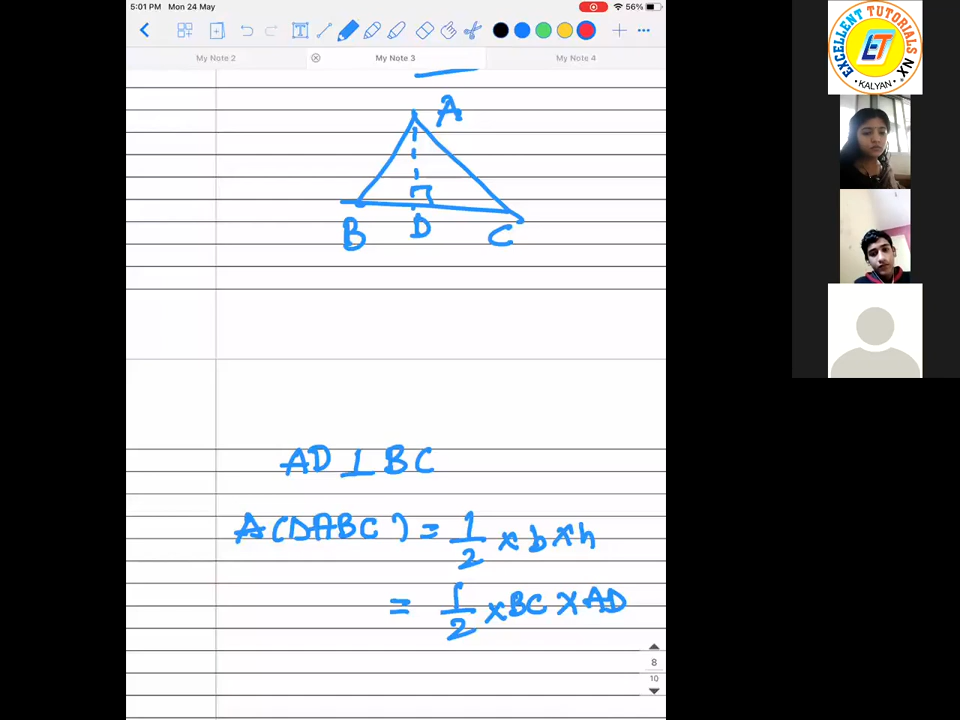 5:01 PM Mon 24 May
56%
My Note 2
My Note 3
My Note 4
A
B
D
C
AD ⊥ BC
A(△ABC) = 1/2 × b × h
= 1/2 × BC × AD
8
10
EXCELLENT TUTORIALS NX
ET
KALYAN